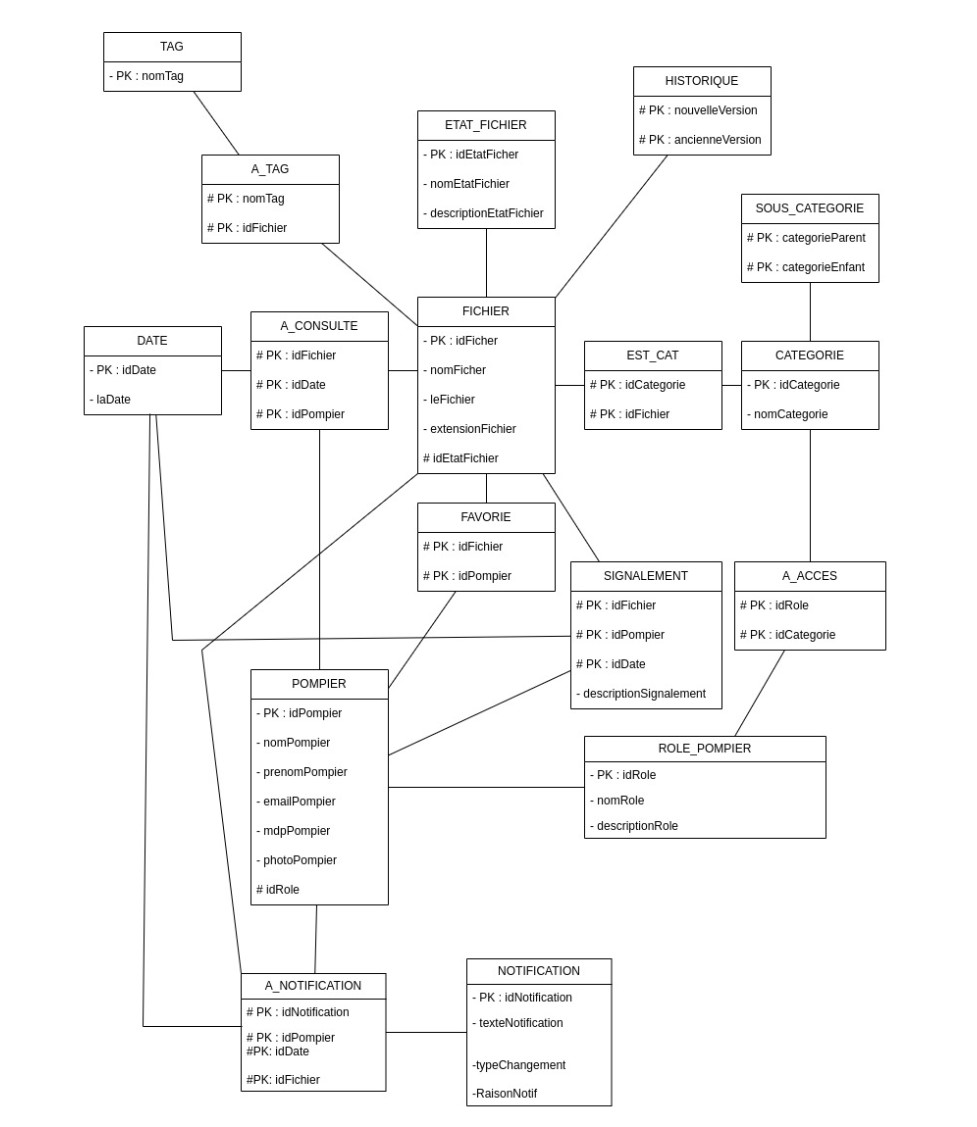 TAG
- PK : nomTag
HISTORIQUE
# PK : nouvelleVersion
# PK : ancienneVersion
ETAT_FICHIER
- PK : idEtatFicher
- nomEtatFichier
- descriptionEtatFichier
A_TAG
# PK : nomTag
# PK : idFichier
SOUS_CATEGORIE
# PK : categorieParent
# PK : categorieEnfant
DATE
- PK : idDate
- laDate
A_CONSULTE
# PK : idFichier
# PK : idDate
# PK : idPompier
FICHIER
- PK : idFicher
- nomFicher
- leFichier
- extensionFichier
# idEtatFichier
EST_CAT
# PK : idCategorie
# PK : idFichier
CATEGORIE
- PK : idCategorie
- nomCategorie
FAVORIE
# PK : idFichier
# PK : idPompier
SIGNALEMENT
# PK : idFichier
# PK : idPompier
# PK : idDate
- descriptionSignalement
A_ACCES
# PK : idRole
# PK : idCategorie
POMPIER
- PK : idPompier
- nomPompier
- prenomPompier
- emailPompier
- mdpPompier
- photoPompier
# idRole
ROLE_POMPIER
- PK : idRole
- nomRole
- descriptionRole
A_NOTIFICATION
# PK : idNotification
# PK : idPompier
#PK: idDate
#PK: idFichier
NOTIFICATION
- PK : idNotification
- texteNotification
-typeChangement
-RaisonNotif